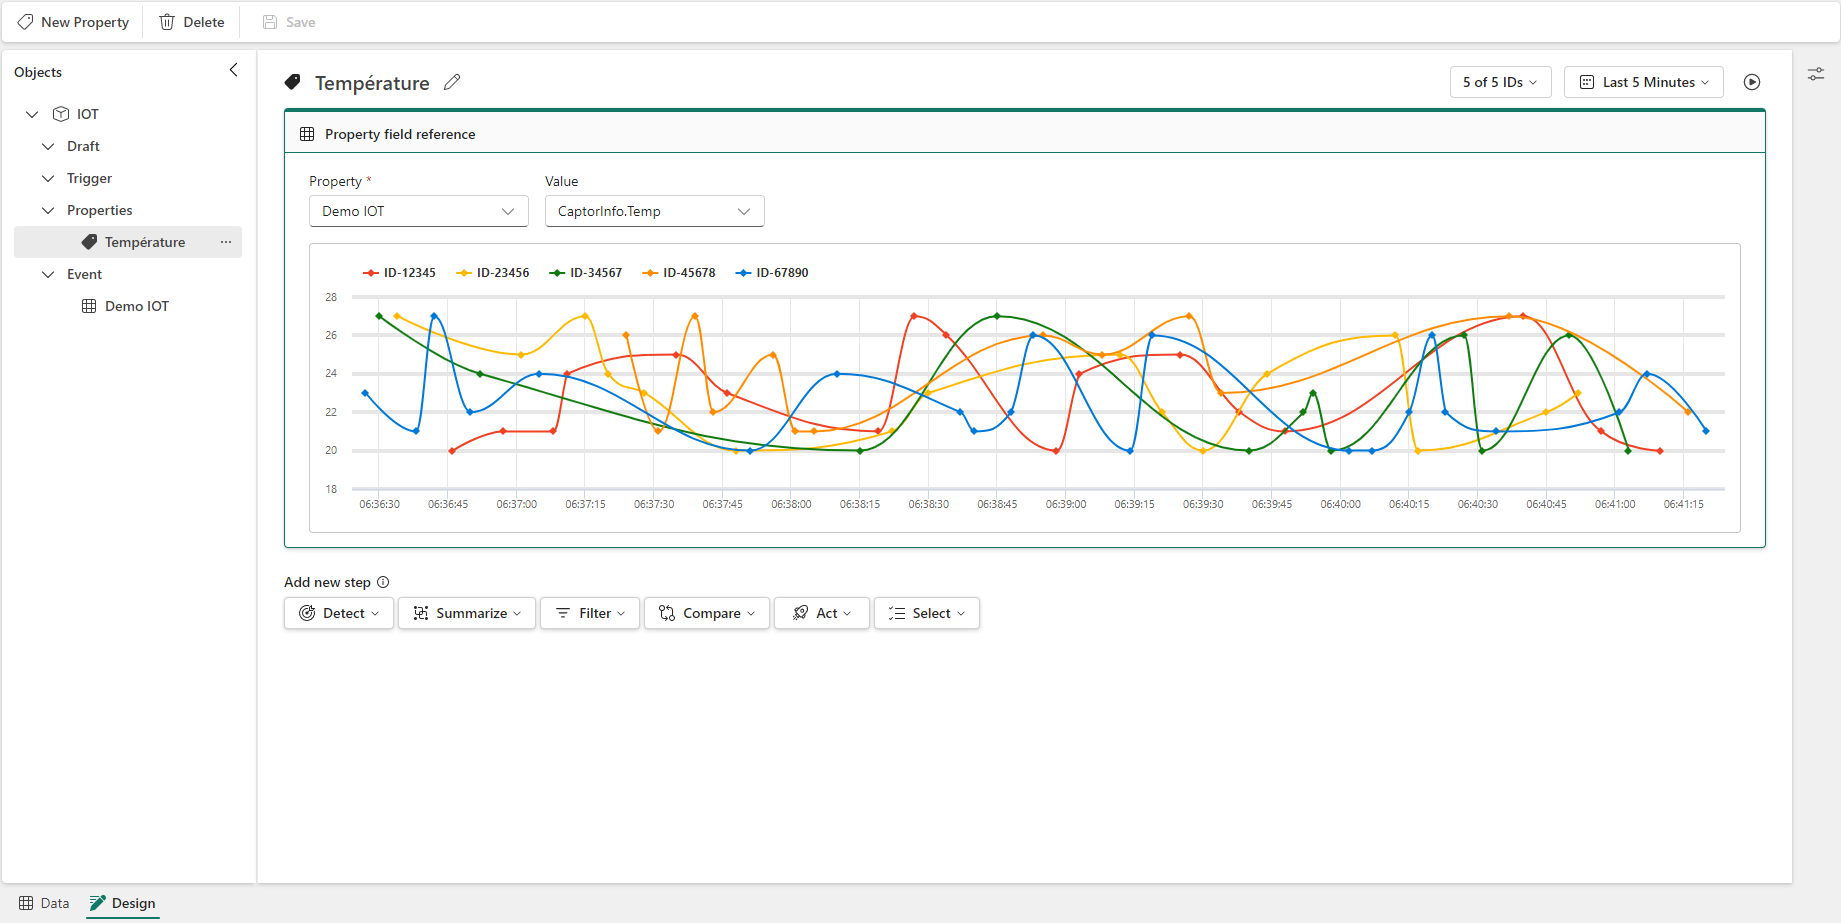 New Property Delete Save
Objects
IOT
Draft
Trigger
Properties
Température ...
Event
Demo IOT
Température 5 of 5 IDs Last 5 Minutes
Property field reference
Property * Value
Demo IOT CaptorInfo.Temp
ID-12345 ID-23456 ID-34567 ID-45678 ID-67890
28
26
24
22
20
18
06:36:30 06:36:45 06:37:00 06:37:15 06:37:30 06:37:45 06:38:00 06:38:15 06:38:30 06:38:45 06:39:00 06:39:15 06:39:30 06:39:45 06:40:00 06:40:15 06:40:30 06:40:45 06:41:00 06:41:15
Add new step
Detect Summarize Filter Compare Act Select
Data Design